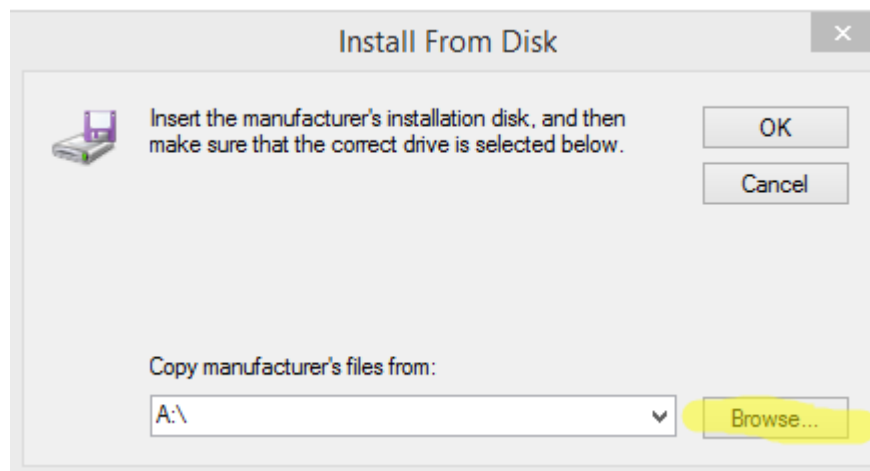 Install From Disk
Insert the manufacturer's installation disk, and then
make sure that the correct drive is selected below.
OK
Cancel
Copy manufacturer's files from:
A:\
Browse...